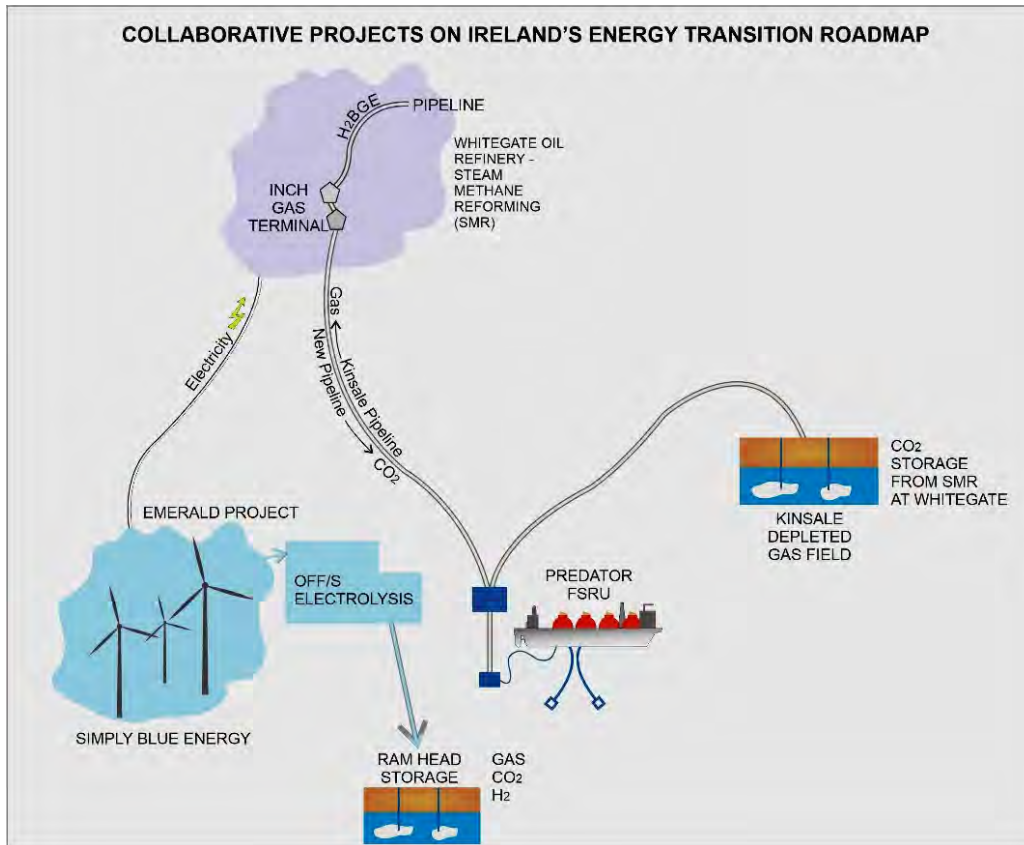 COLLABORATIVE PROJECTS ON IRELAND'S ENERGY TRANSITION ROADMAP
H2BGE
PIPELINE
WHITEGATE OIL
REFINERY -
STEAM
METHANE
REFORMING
(SMR)
INCH
GAS
TERMINAL
Gas
Kinsale Pipeline
New Pipeline
CO2
Electricity
CO2
STORAGE
FROM SMR
AT WHITEGATE
KINSALE
DEPLETED
GAS FIELD
EMERALD PROJECT
OFF/S
ELECTROLYSIS
PREDATOR
FSRU
SIMPLY BLUE ENERGY
RAM HEAD
STORAGE
GAS
CO2
H2